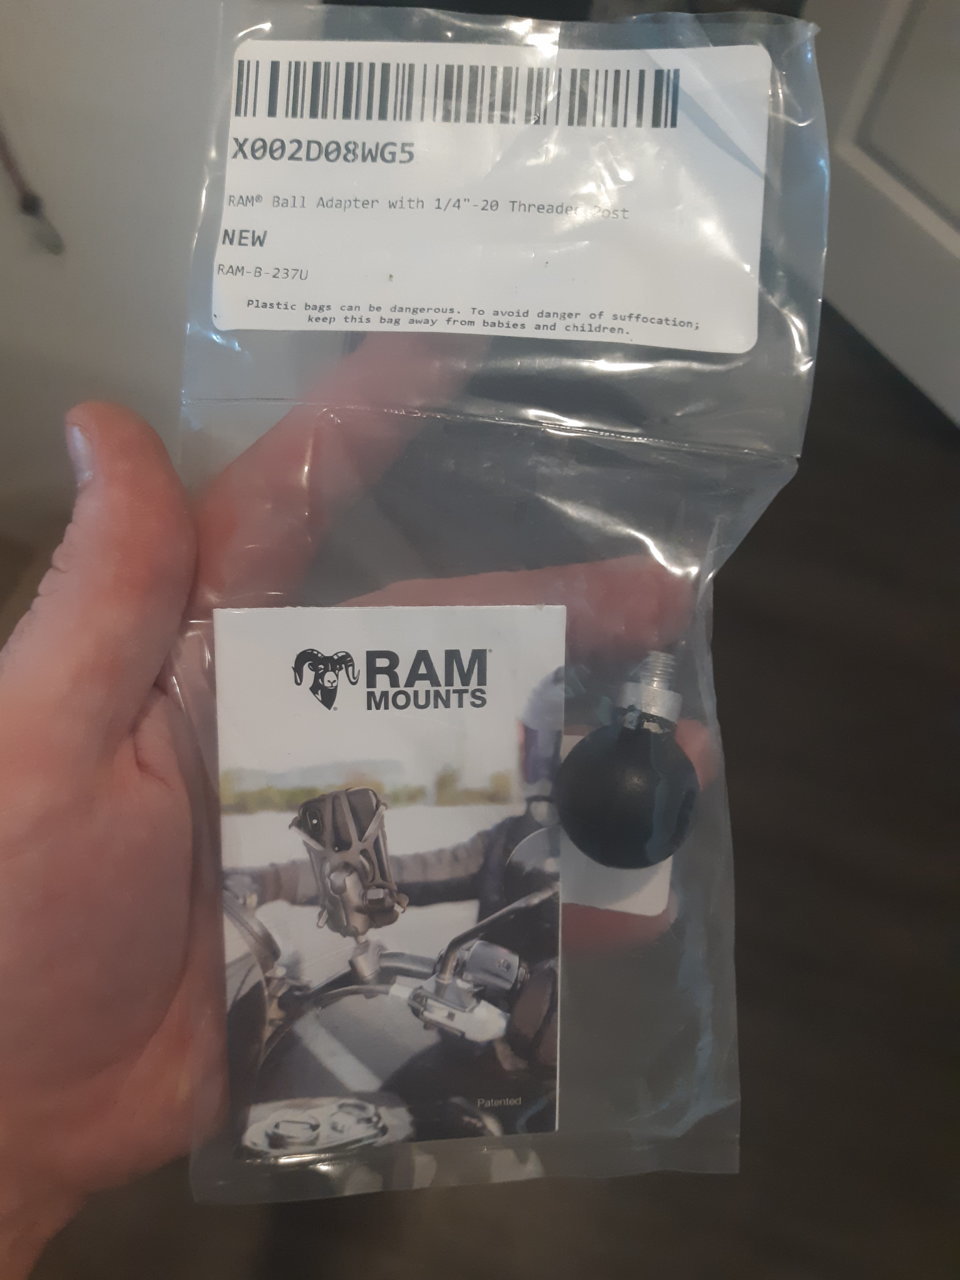 X002D08WG5
RAM® Ball Adapter with 1/4"-20 Threaded Post
NEW
RAM-B-237U
Plastic bags can be dangerous. To avoid danger of suffocation;
keep this bag away from babies and children.
RAM®
MOUNTS
Patented